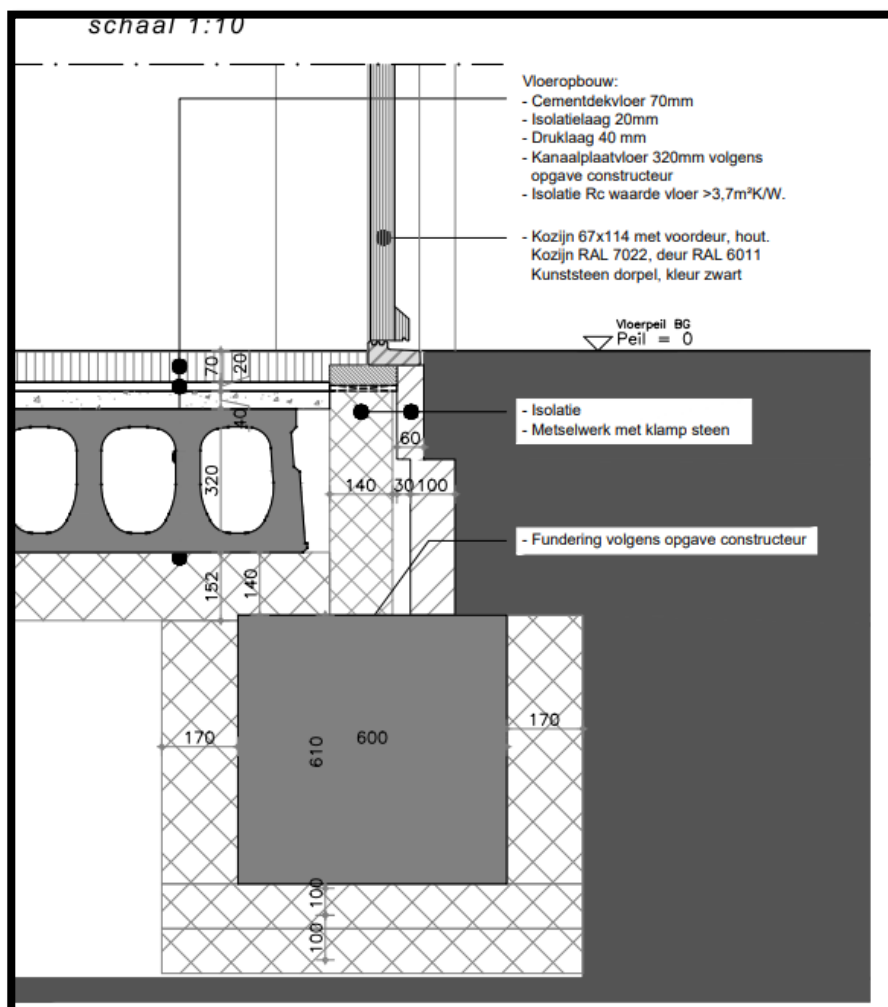 schaal 1:10
Vloeropbouw:
- Cementdekvloer 70mm
- Isolatielaag 20mm
- Druklaag 40 mm
- Kanaalplaatvloer 320mm volgens
opgave constructeur
- Isolatie Rc waarde vloer >3,7m²K/W.
- Kozijn 67x114 met voordeur, hout.
Kozijn RAL 7022, deur RAL 6011
Kunststeen dorpel, kleur zwart
Vloerpeil BG
Peil = 0
70
20
40
- Isolatie
- Metselwerk met klamp steen
60
320
140
30
100
- Fundering volgens opgave constructeur
152
140
170
610
600
170
100
100